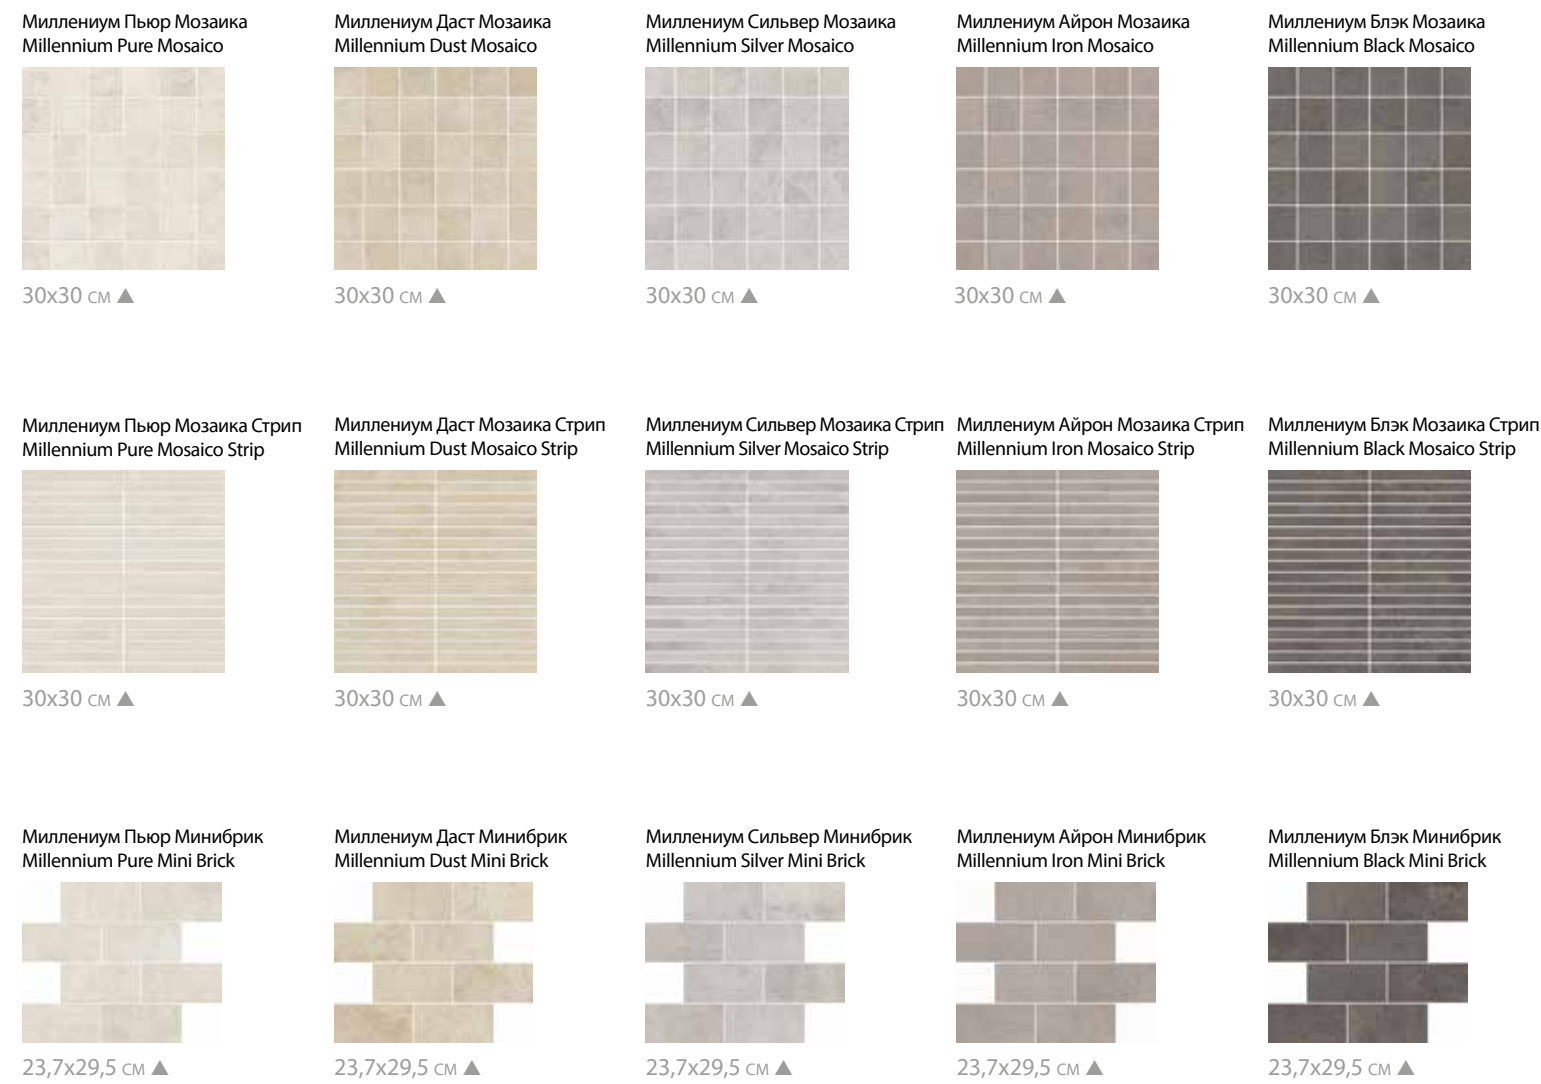 Миллениум Пьюр Мозаика
Millennium Pure Mosaico
30x30 см ▲
Миллениум Даст Мозаика
Millennium Dust Mosaico
30x30 см ▲
Миллениум Сильвер Мозаика
Millennium Silver Mosaico
30x30 см ▲
Миллениум Айрон Мозаика
Millennium Iron Mosaico
30x30 см ▲
Миллениум Блэк Мозаика
Millennium Black Mosaico
30x30 см ▲
Миллениум Пьюр Мозаика Стрип
Millennium Pure Mosaico Strip
30x30 см ▲
Миллениум Даст Мозаика Стрип
Millennium Dust Mosaico Strip
30x30 см ▲
Миллениум Сильвер Мозаика Стрип
Millennium Silver Mosaico Strip
30x30 см ▲
Миллениум Айрон Мозаика Стрип
Millennium Iron Mosaico Strip
30x30 см ▲
Миллениум Блэк Мозаика Стрип
Millennium Black Mosaico Strip
30x30 см ▲
Миллениум Пьюр Минибрик
Millennium Pure Mini Brick
23,7x29,5 см ▲
Миллениум Даст Минибрик
Millennium Dust Mini Brick
23,7x29,5 см ▲
Миллениум Сильвер Минибрик
Millennium Silver Mini Brick
23,7x29,5 см ▲
Миллениум Айрон Минибрик
Millennium Iron Mini Brick
23,7x29,5 см ▲
Миллениум Блэк Минибрик
Millennium Black Mini Brick
23,7x29,5 см ▲